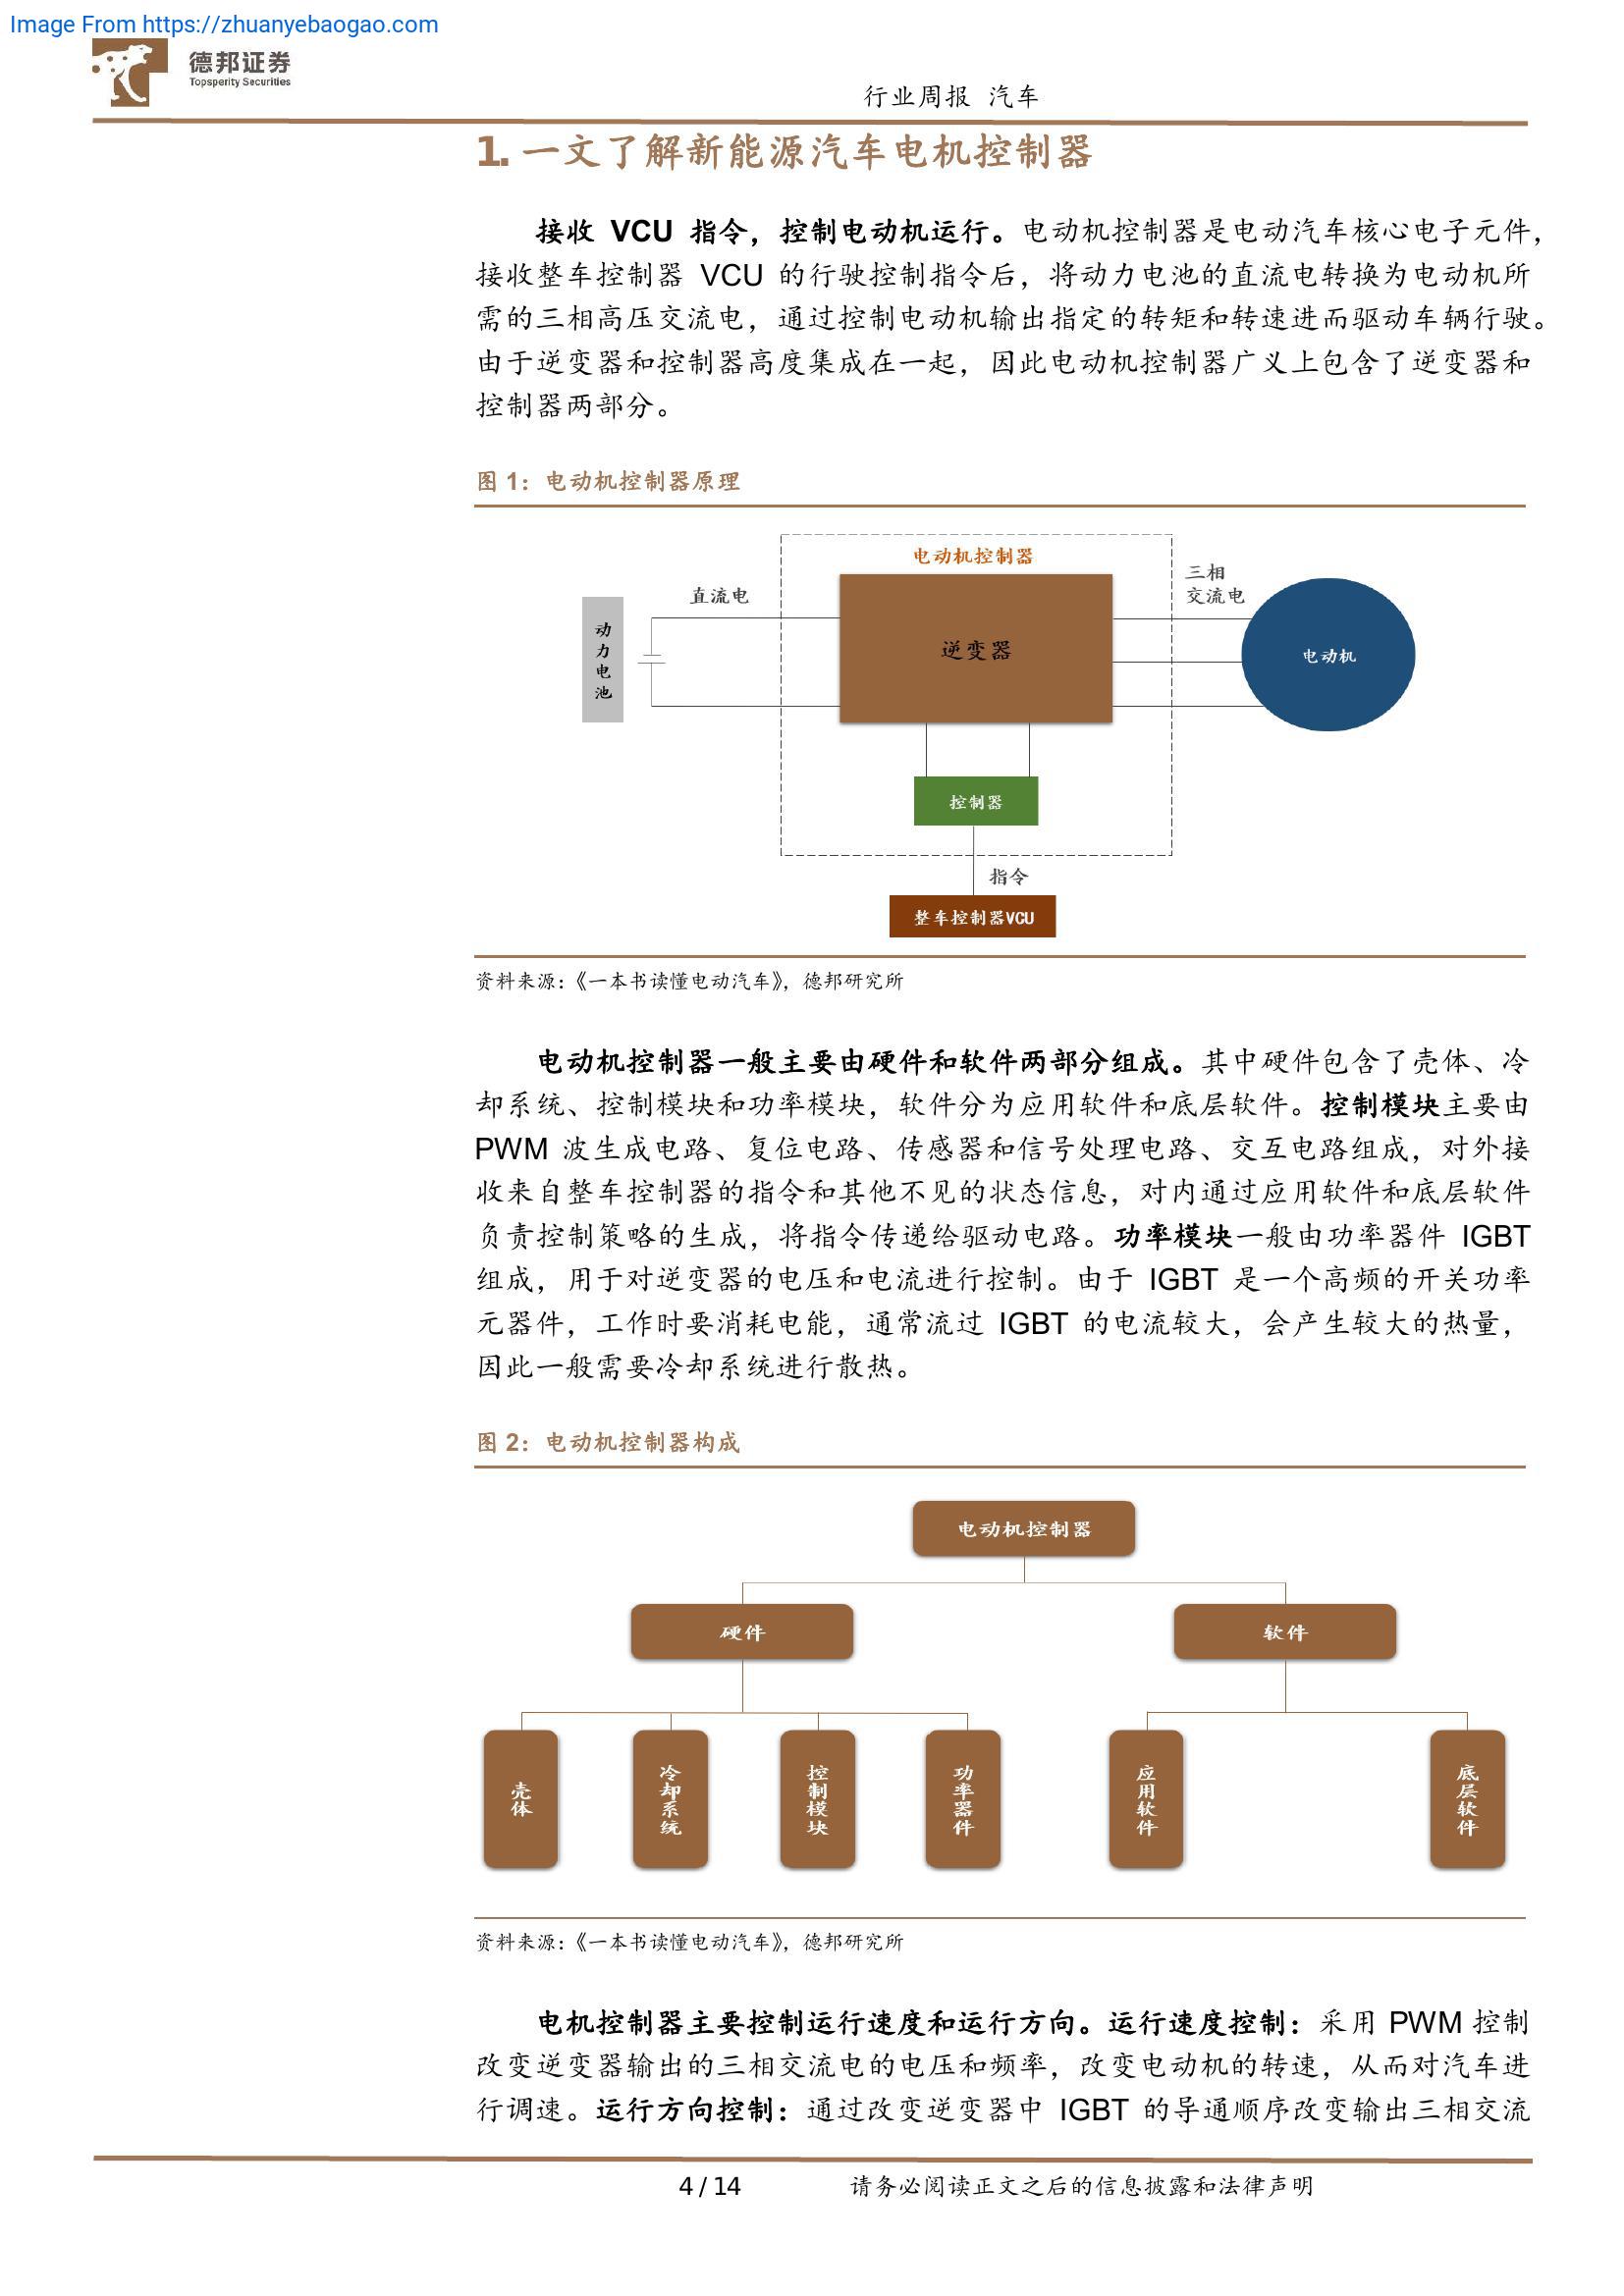 Image From https://zhuanyebaogao.com
德邦证券
Topsperity Securities
行业周报 汽车
1. 一文了解新能源汽车电机控制器
接收 VCU 指令，控制电动机运行。电动机控制器是电动汽车核心电子元件，
接收整车控制器 VCU 的行驶控制指令后，将动力电池的直流电转换为电动机所
需的三相高压交流电，通过控制电动机输出指定的转矩和转速进而驱动车辆行驶。
由于逆变器和控制器高度集成在一起，因此电动机控制器广义上包含了逆变器和
控制器两部分。
图 1：电动机控制器原理
电动机控制器
直流电
三相
交流电
动力电池
逆变器
电动机
控制器
指令
整车控制器VCU
资料来源：《一本书读懂电动汽车》，德邦研究所
电动机控制器一般主要由硬件和软件两部分组成。其中硬件包含了壳体、冷
却系统、控制模块和功率模块，软件分为应用软件和底层软件。控制模块主要由
PWM 波生成电路、复位电路、传感器和信号处理电路、交互电路组成，对外接
收来自整车控制器的指令和其他不见的状态信息，对内通过应用软件和底层软件
负责控制策略的生成，将指令传递给驱动电路。功率模块一般由功率器件 IGBT
组成，用于对逆变器的电压和电流进行控制。由于 IGBT 是一个高频的开关功率
元器件，工作时要消耗电能，通常流过 IGBT 的电流较大，会产生较大的热量，
因此一般需要冷却系统进行散热。
图 2：电动机控制器构成
电动机控制器
硬件
软件
壳体
冷却系统
控制模块
功率器件
应用软件
底层软件
资料来源：《一本书读懂电动汽车》，德邦研究所
电机控制器主要控制运行速度和运行方向。运行速度控制：采用 PWM 控制
改变逆变器输出的三相交流电的电压和频率，改变电动机的转速，从而对汽车进
行调速。运行方向控制：通过改变逆变器中 IGBT 的导通顺序改变输出三相交流
4 / 14
请务必阅读正文之后的信息披露和法律声明